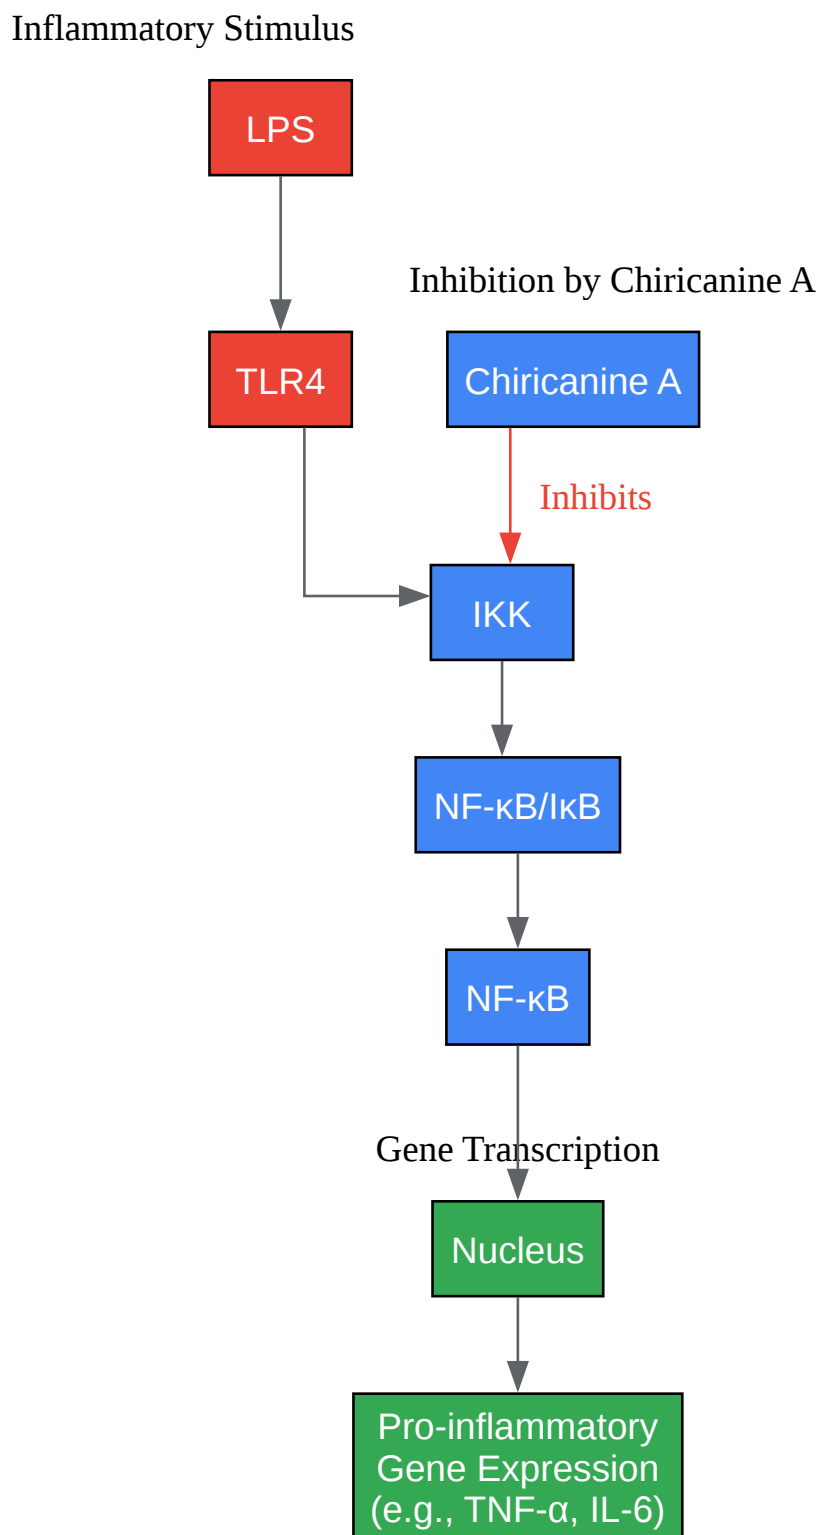 Inflammatory Stimulus
LPS
Inhibition by Chiricanine A
TLR4
Chiricanine A
Inhibits
IKK
NF-κB/IκB
NF-κB
Gene Transcription
Nucleus
Pro-inflammatory
Gene Expression
(e.g., TNF-α, IL-6)